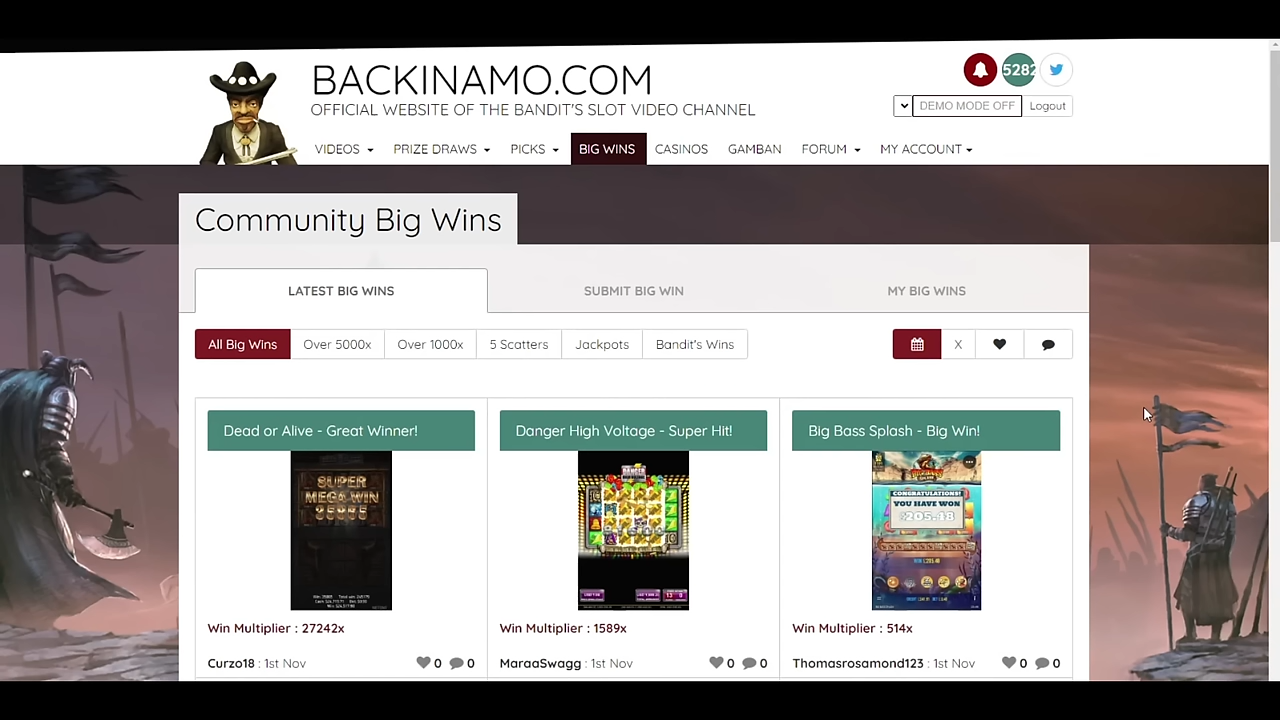 BACKINAMO.COM
OFFICIAL WEBSITE OF THE BANDIT'S SLOT VIDEO CHANNEL
5282
DEMO MODE OFF Logout
VIDEOS PRIZE DRAWS PICKS BIG WINS CASINOS GAMBAN FORUM MY ACCOUNT
Community Big Wins
LATEST BIG WINS SUBMIT BIG WIN MY BIG WINS
All Big Wins Over 5000x Over 1000x 5 Scatters Jackpots Bandit's Wins X
Dead or Alive - Great Winner! Danger High Voltage - Super Hit! Big Bass Splash - Big Win!
SUPER
MEGA WIN
DANGER
CONGRATULATIONS!
YOU HAVE WON
205.48
Win Multiplier : 27242x Win Multiplier : 1589x Win Multiplier : 514x
Curzo18 : 1st Nov 0 0 MaraaSwagg : 1st Nov 0 0 Thomasrosamond123 : 1st Nov 0 0